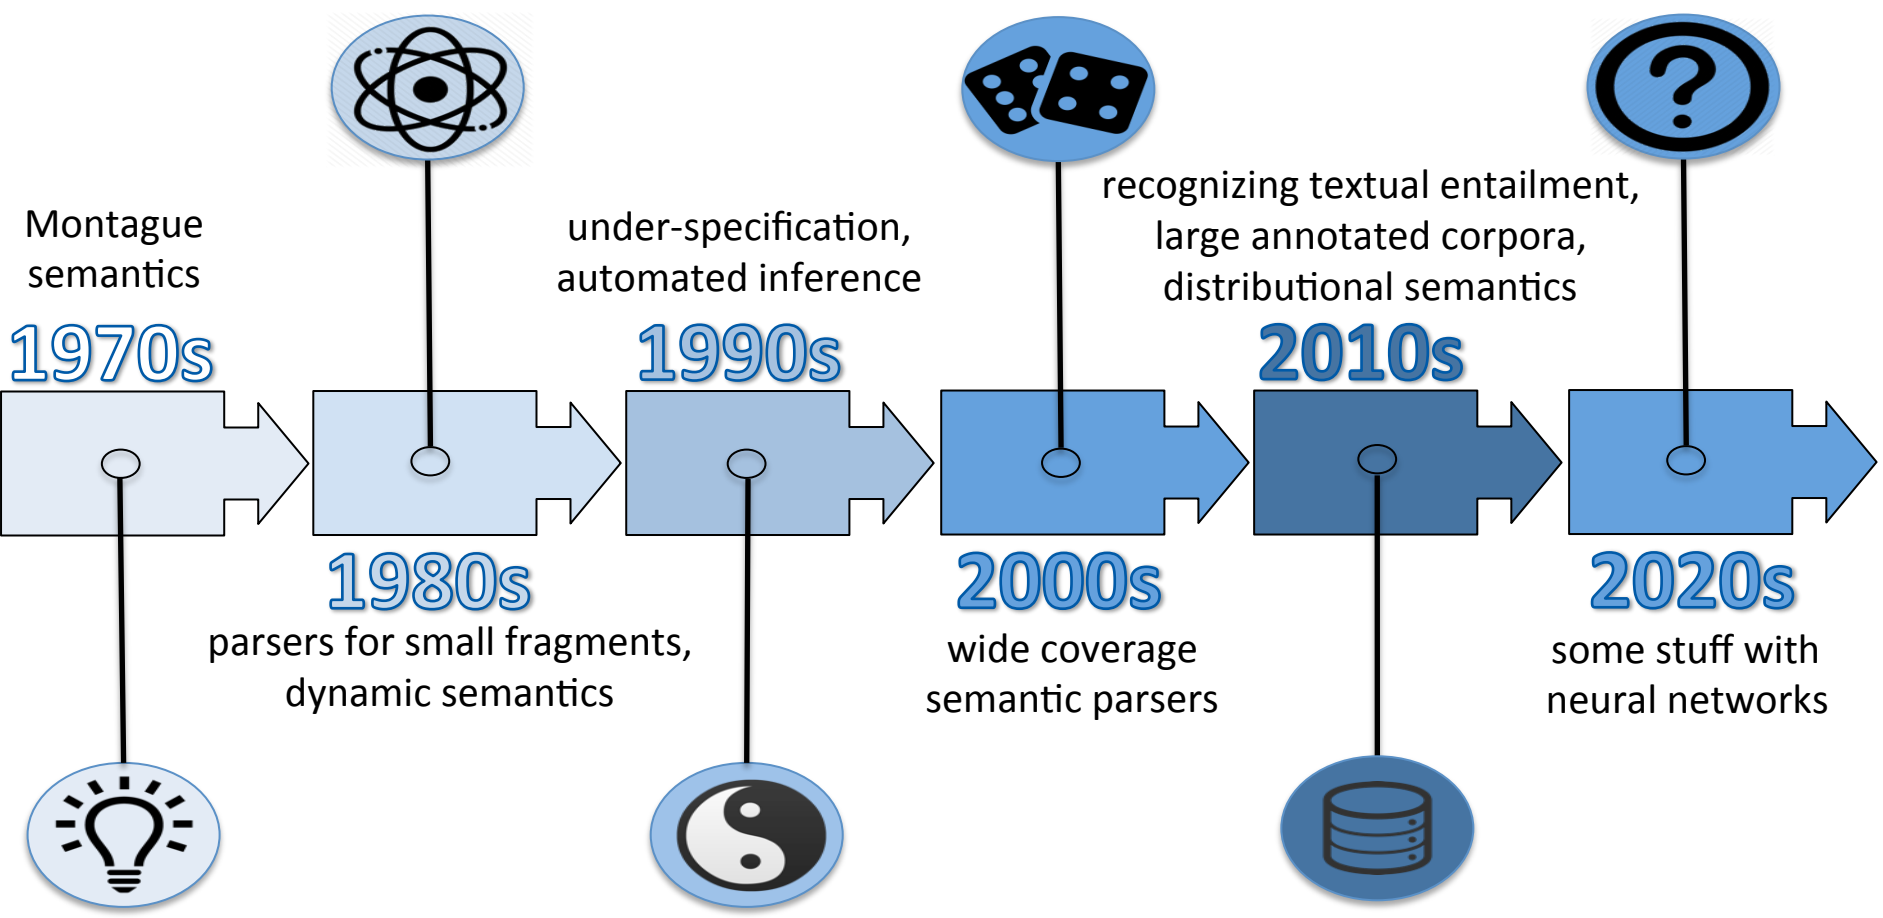 Montague
semantics
1970s
1980s
parsers for small fragments,
dynamic semantics
under-specification,
automated inference
1990s
2000s
wide coverage
semantic parsers
recognizing textual entailment,
large annotated corpora,
distributional semantics
2010s
2020s
some stuff with
neural networks